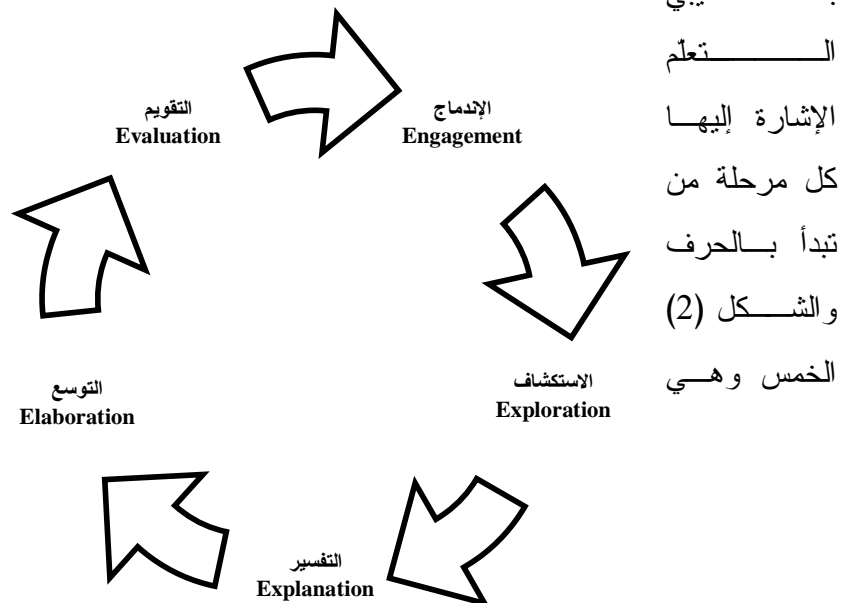 التعلّم
الإشارة إليها
كل مرحلة من
تبدأ بالحرف
والشكل (2)
الخمس وهي
الإندماج
Engagement
الاستكشاف
Exploration
التفسير
Explanation
التوسع
Elaboration
التقويم
Evaluation